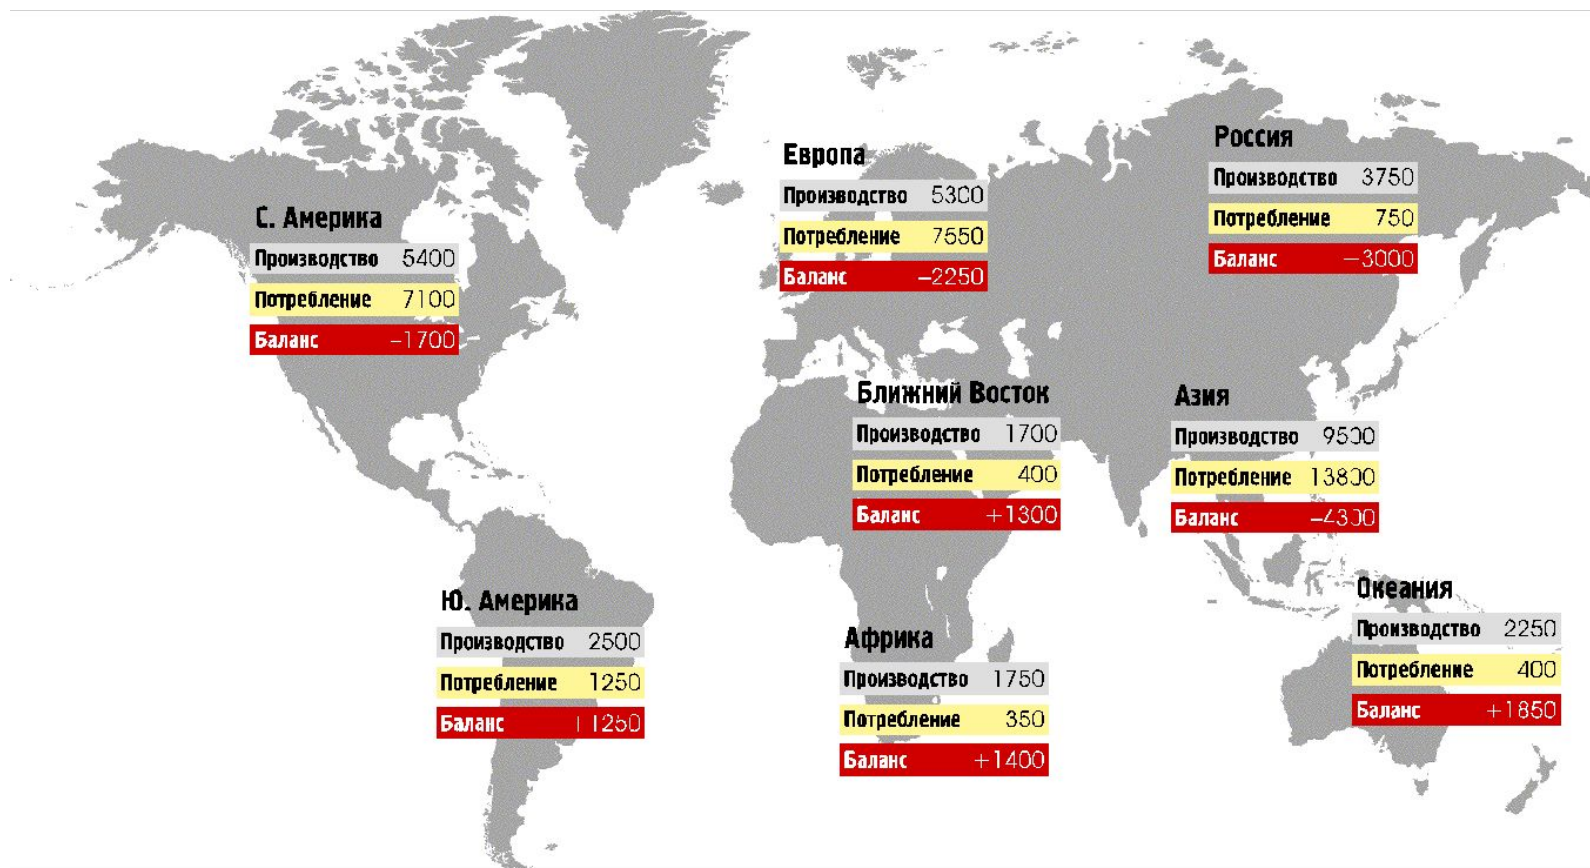 Европа
Производство 5300
Потребление 7550
Баланс –2250
Россия
Производство 3750
Потребление 750
Баланс –3000
С. Америка
Производство 5400
Потребление 7100
Баланс –1700
Ближний Восток
Производство 1700
Потребление 400
Баланс +1300
Азия
Производство 9500
Потребление 13800
Баланс –4300
Ю. Америка
Производство 2500
Потребление 1250
Баланс +1250
Африка
Производство 1750
Потребление 350
Баланс +1400
Океания
Производство 2250
Потребление 400
Баланс +1850